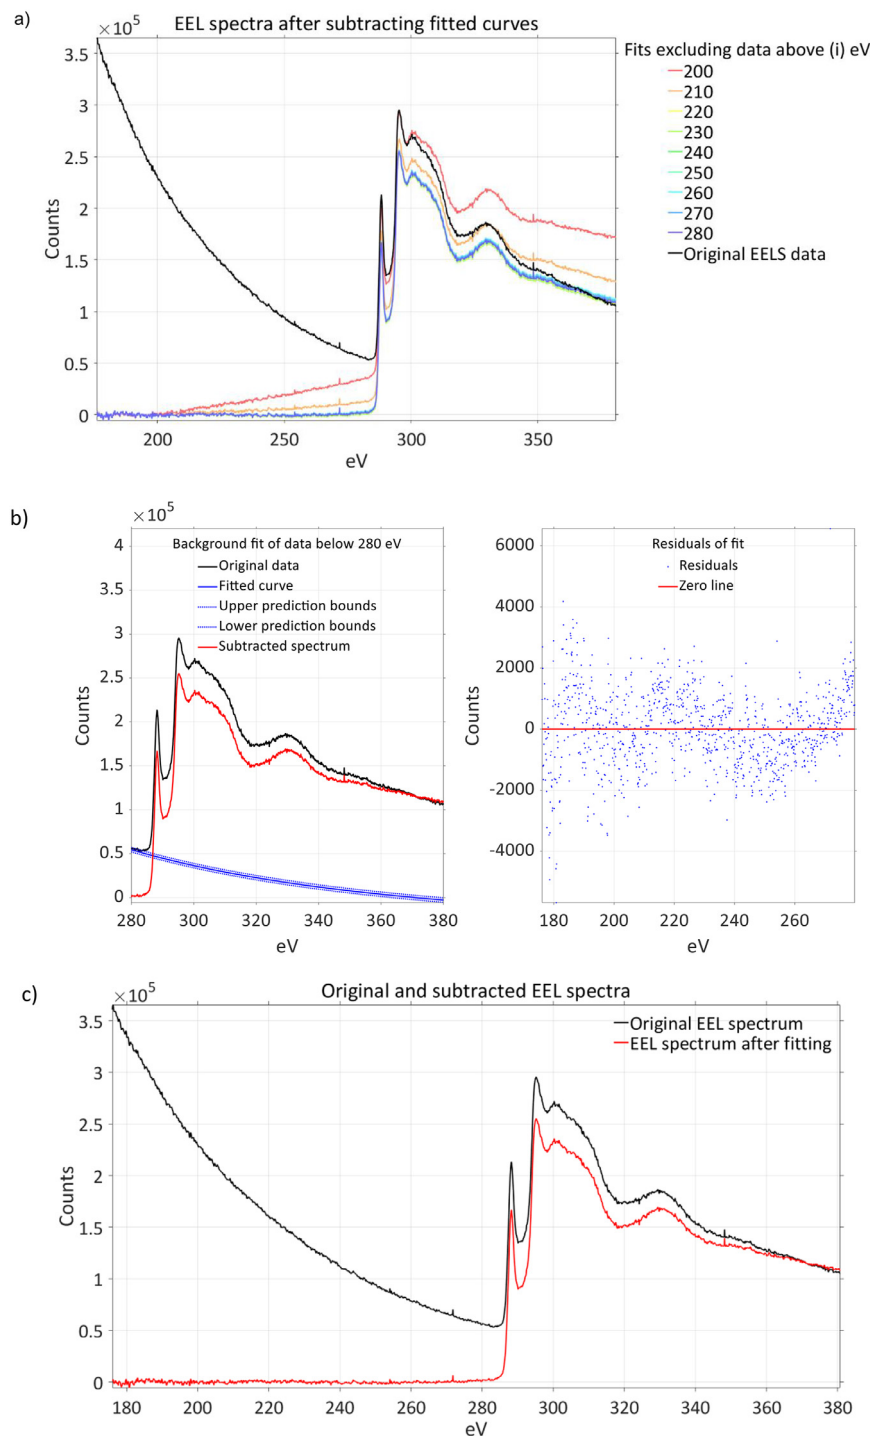 a)
×10⁵
EEL spectra after subtracting fitted curves
Fits excluding data above (i) eV
200
210
220
230
240
250
260
270
280
Original EELS data
3.5
3
2.5
2
1.5
1
0.5
0
Counts
200
250
300
350
eV
b)
×10⁵
Background fit of data below 280 eV
Original data
Fitted curve
Upper prediction bounds
Lower prediction bounds
Subtracted spectrum
4
3.5
3
2.5
2
1.5
1
0.5
0
Counts
280
300
320
340
360
380
eV
Residuals of fit
Residuals
Zero line
6000
4000
2000
0
-2000
-4000
Counts
180
200
220
240
260
eV
c)
×10⁵
Original and subtracted EEL spectra
Original EEL spectrum
EEL spectrum after fitting
3.5
3
2.5
2
1.5
1
0.5
0
Counts
180
200
220
240
260
280
300
320
340
360
380
eV